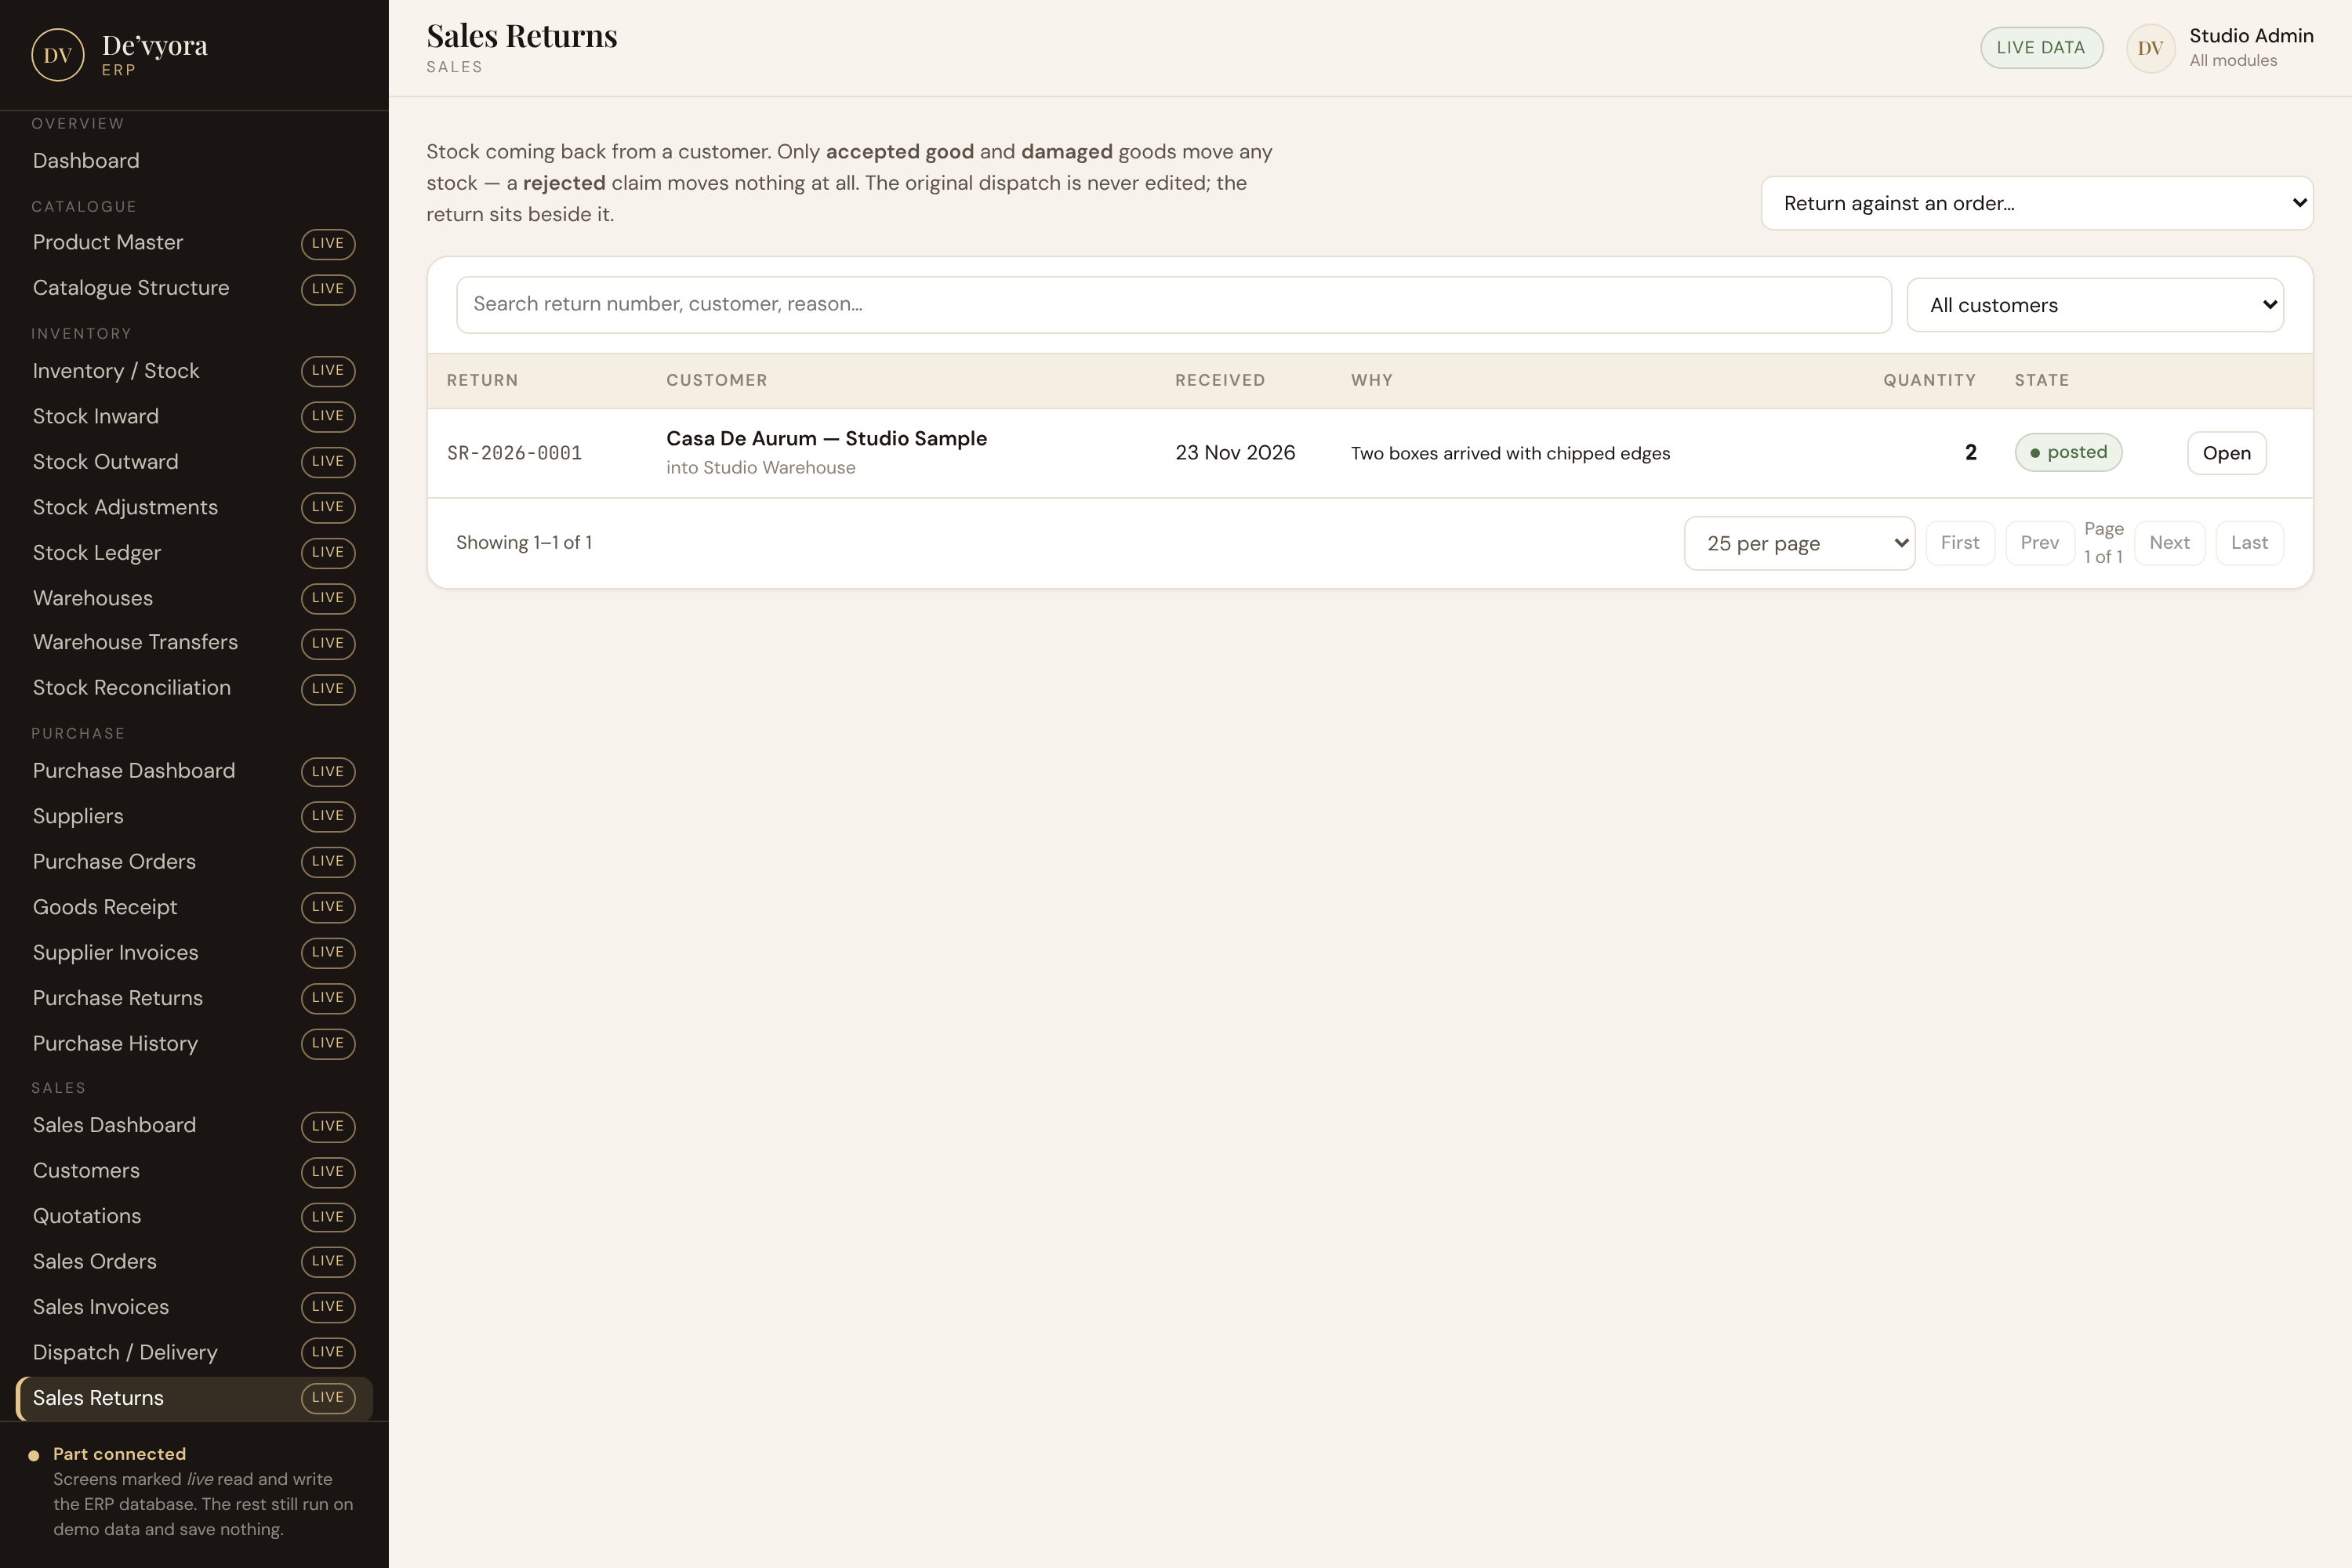 DV
De’vyora
ERP
OVERVIEW
Dashboard
CATALOGUE
Product Master LIVE
Catalogue Structure LIVE
INVENTORY
Inventory / Stock LIVE
Stock Inward LIVE
Stock Outward LIVE
Stock Adjustments LIVE
Stock Ledger LIVE
Warehouses LIVE
Warehouse Transfers LIVE
Stock Reconciliation LIVE
PURCHASE
Purchase Dashboard LIVE
Suppliers LIVE
Purchase Orders LIVE
Goods Receipt LIVE
Supplier Invoices LIVE
Purchase Returns LIVE
Purchase History LIVE
SALES
Sales Dashboard LIVE
Customers LIVE
Quotations LIVE
Sales Orders LIVE
Sales Invoices LIVE
Dispatch / Delivery LIVE
Sales Returns LIVE
Part connected
Screens marked live read and write
the ERP database. The rest still run on
demo data and save nothing.
Sales Returns
SALES
LIVE DATA
DV
Studio Admin
All modules
Stock coming back from a customer. Only accepted good and damaged goods move any
stock — a rejected claim moves nothing at all. The original dispatch is never edited; the
return sits beside it.
Return against an order…
Search return number, customer, reason…
All customers
RETURN CUSTOMER RECEIVED WHY QUANTITY STATE
SR-2026-0001 Casa De Aurum — Studio Sample 23 Nov 2026 Two boxes arrived with chipped edges 2 posted Open
into Studio Warehouse
Showing 1–1 of 1
25 per page
First
Prev
Page
1 of 1
Next
Last